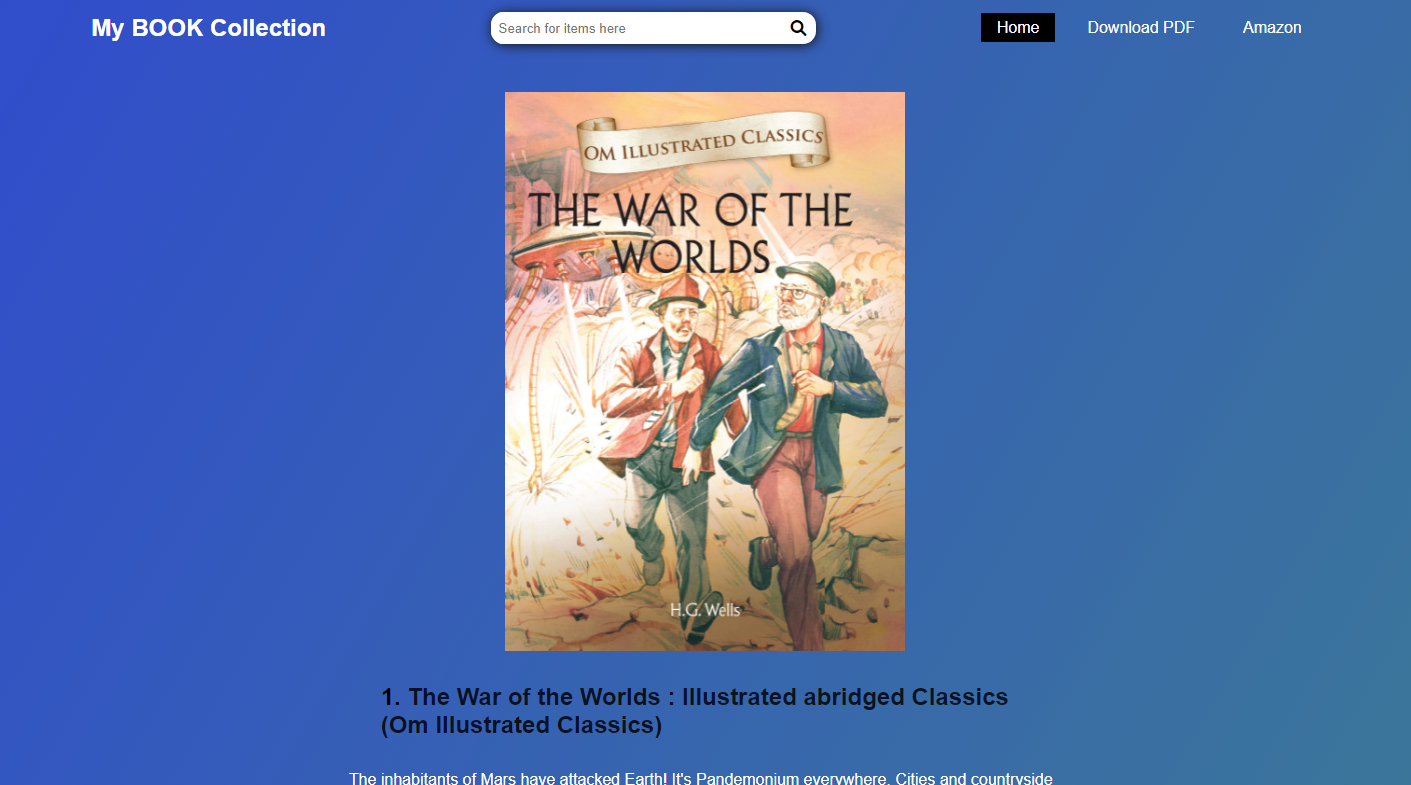 My BOOK Collection
Search for items here
Home
Download PDF
Amazon
OM ILLUSTRATED CLASSICS
THE WAR OF THE
WORLDS
H.G. Wells
1. The War of the Worlds : Illustrated abridged Classics
(Om Illustrated Classics)
The inhabitants of Mars have attacked Earth! It's Pandemonium everywhere. Cities and countryside